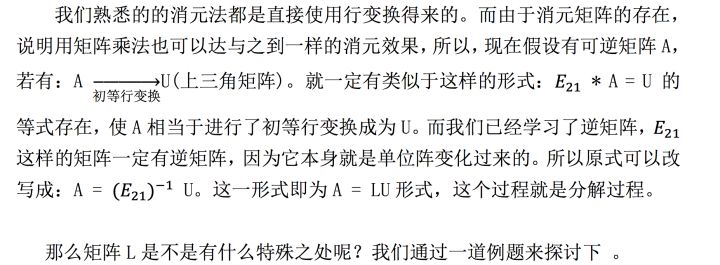 我们熟悉的的消元法都是直接使用行变换得来的。而由于消元矩阵的存在，
说明用矩阵乘法也可以达与之到一样的消元效果，所以，现在假设有可逆矩阵 A，
若有：A ⟶U(上三角矩阵)。就一定有类似于这样的形式：E₂₁ * A = U 的
初等行变换
等式存在，使 A 相当于进行了初等行变换成为 U。而我们已经学习了逆矩阵，E₂₁
这样的矩阵一定有逆矩阵，因为它本身就是单位阵变化过来的。所以原式可以改
写成：A = (E₂₁)⁻¹ U。这一形式即为 A = LU 形式，这个过程就是分解过程。
那么矩阵 L 是不是有什么特殊之处呢？我们通过一道例题来探讨下 。